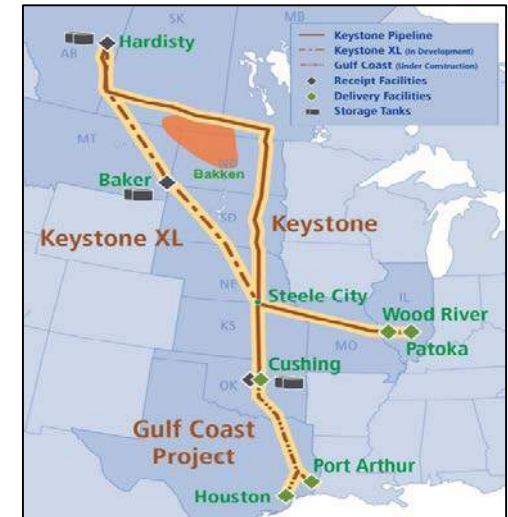 SK
MB
Hardisty
AB
Keystone Pipeline
Keystone XL (In Development)
Gulf Coast (Under Construction)
Receipt Facilities
Delivery Facilities
Storage Tanks
MT
ND
Bakken
Baker
SD
Keystone
Keystone XL
NE
Steele City
IL
Wood River
KS
MO
Patoka
Cushing
OK
Gulf Coast
Project
Port Arthur
Houston